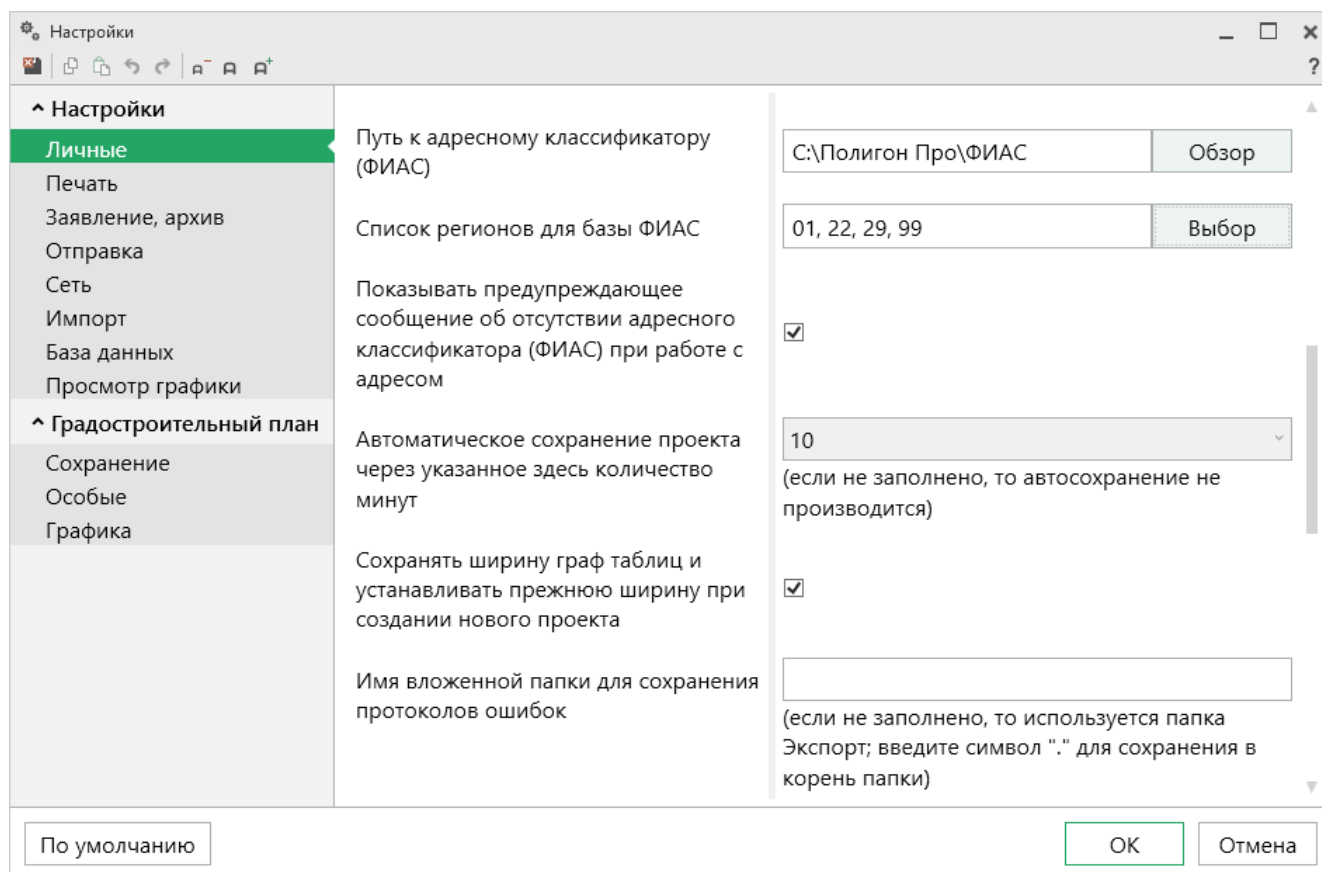 Настройки
А⁻ А А⁺
?
Настройки
Личные
Печать
Заявление, архив
Отправка
Сеть
Импорт
База данных
Просмотр графики
Градостроительный план
Сохранение
Особые
Графика
Путь к адресному классификатору
(ФИАС)
C:\Полигон Про\ФИАС
Обзор
Список регионов для базы ФИАС
01, 22, 29, 99
Выбор
Показывать предупреждающее
сообщение об отсутствии адресного
классификатора (ФИАС) при работе с
адресом
Автоматическое сохранение проекта
через указанное здесь количество
минут
10
(если не заполнено, то автосохранение не
производится)
Сохранять ширину граф таблиц и
устанавливать прежнюю ширину при
создании нового проекта
Имя вложенной папки для сохранения
протоколов ошибок
(если не заполнено, то используется папка
Экспорт; введите символ "." для сохранения в
корень папки)
По умолчанию
ОК
Отмена